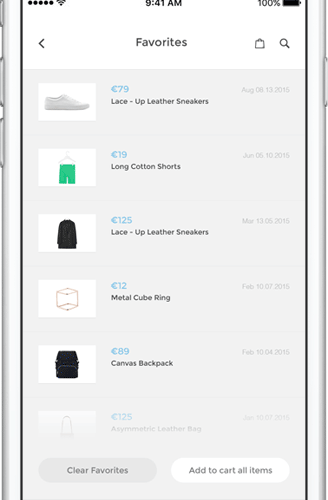 9:41 AM
100%
Favorites
€79
Aug 08.13.2015
Lace - Up Leather Sneakers
€19
Jun 05.10.2015
Long Cotton Shorts
€125
Mar 13.05.2015
Lace - Up Leather Sneakers
€12
Feb 10.07.2015
Metal Cube Ring
€89
Feb 10.04.2015
Canvas Backpack
€125
Jan 10.07.2015
Asymmetric Leather Bag
Clear Favorites
Add to cart all items